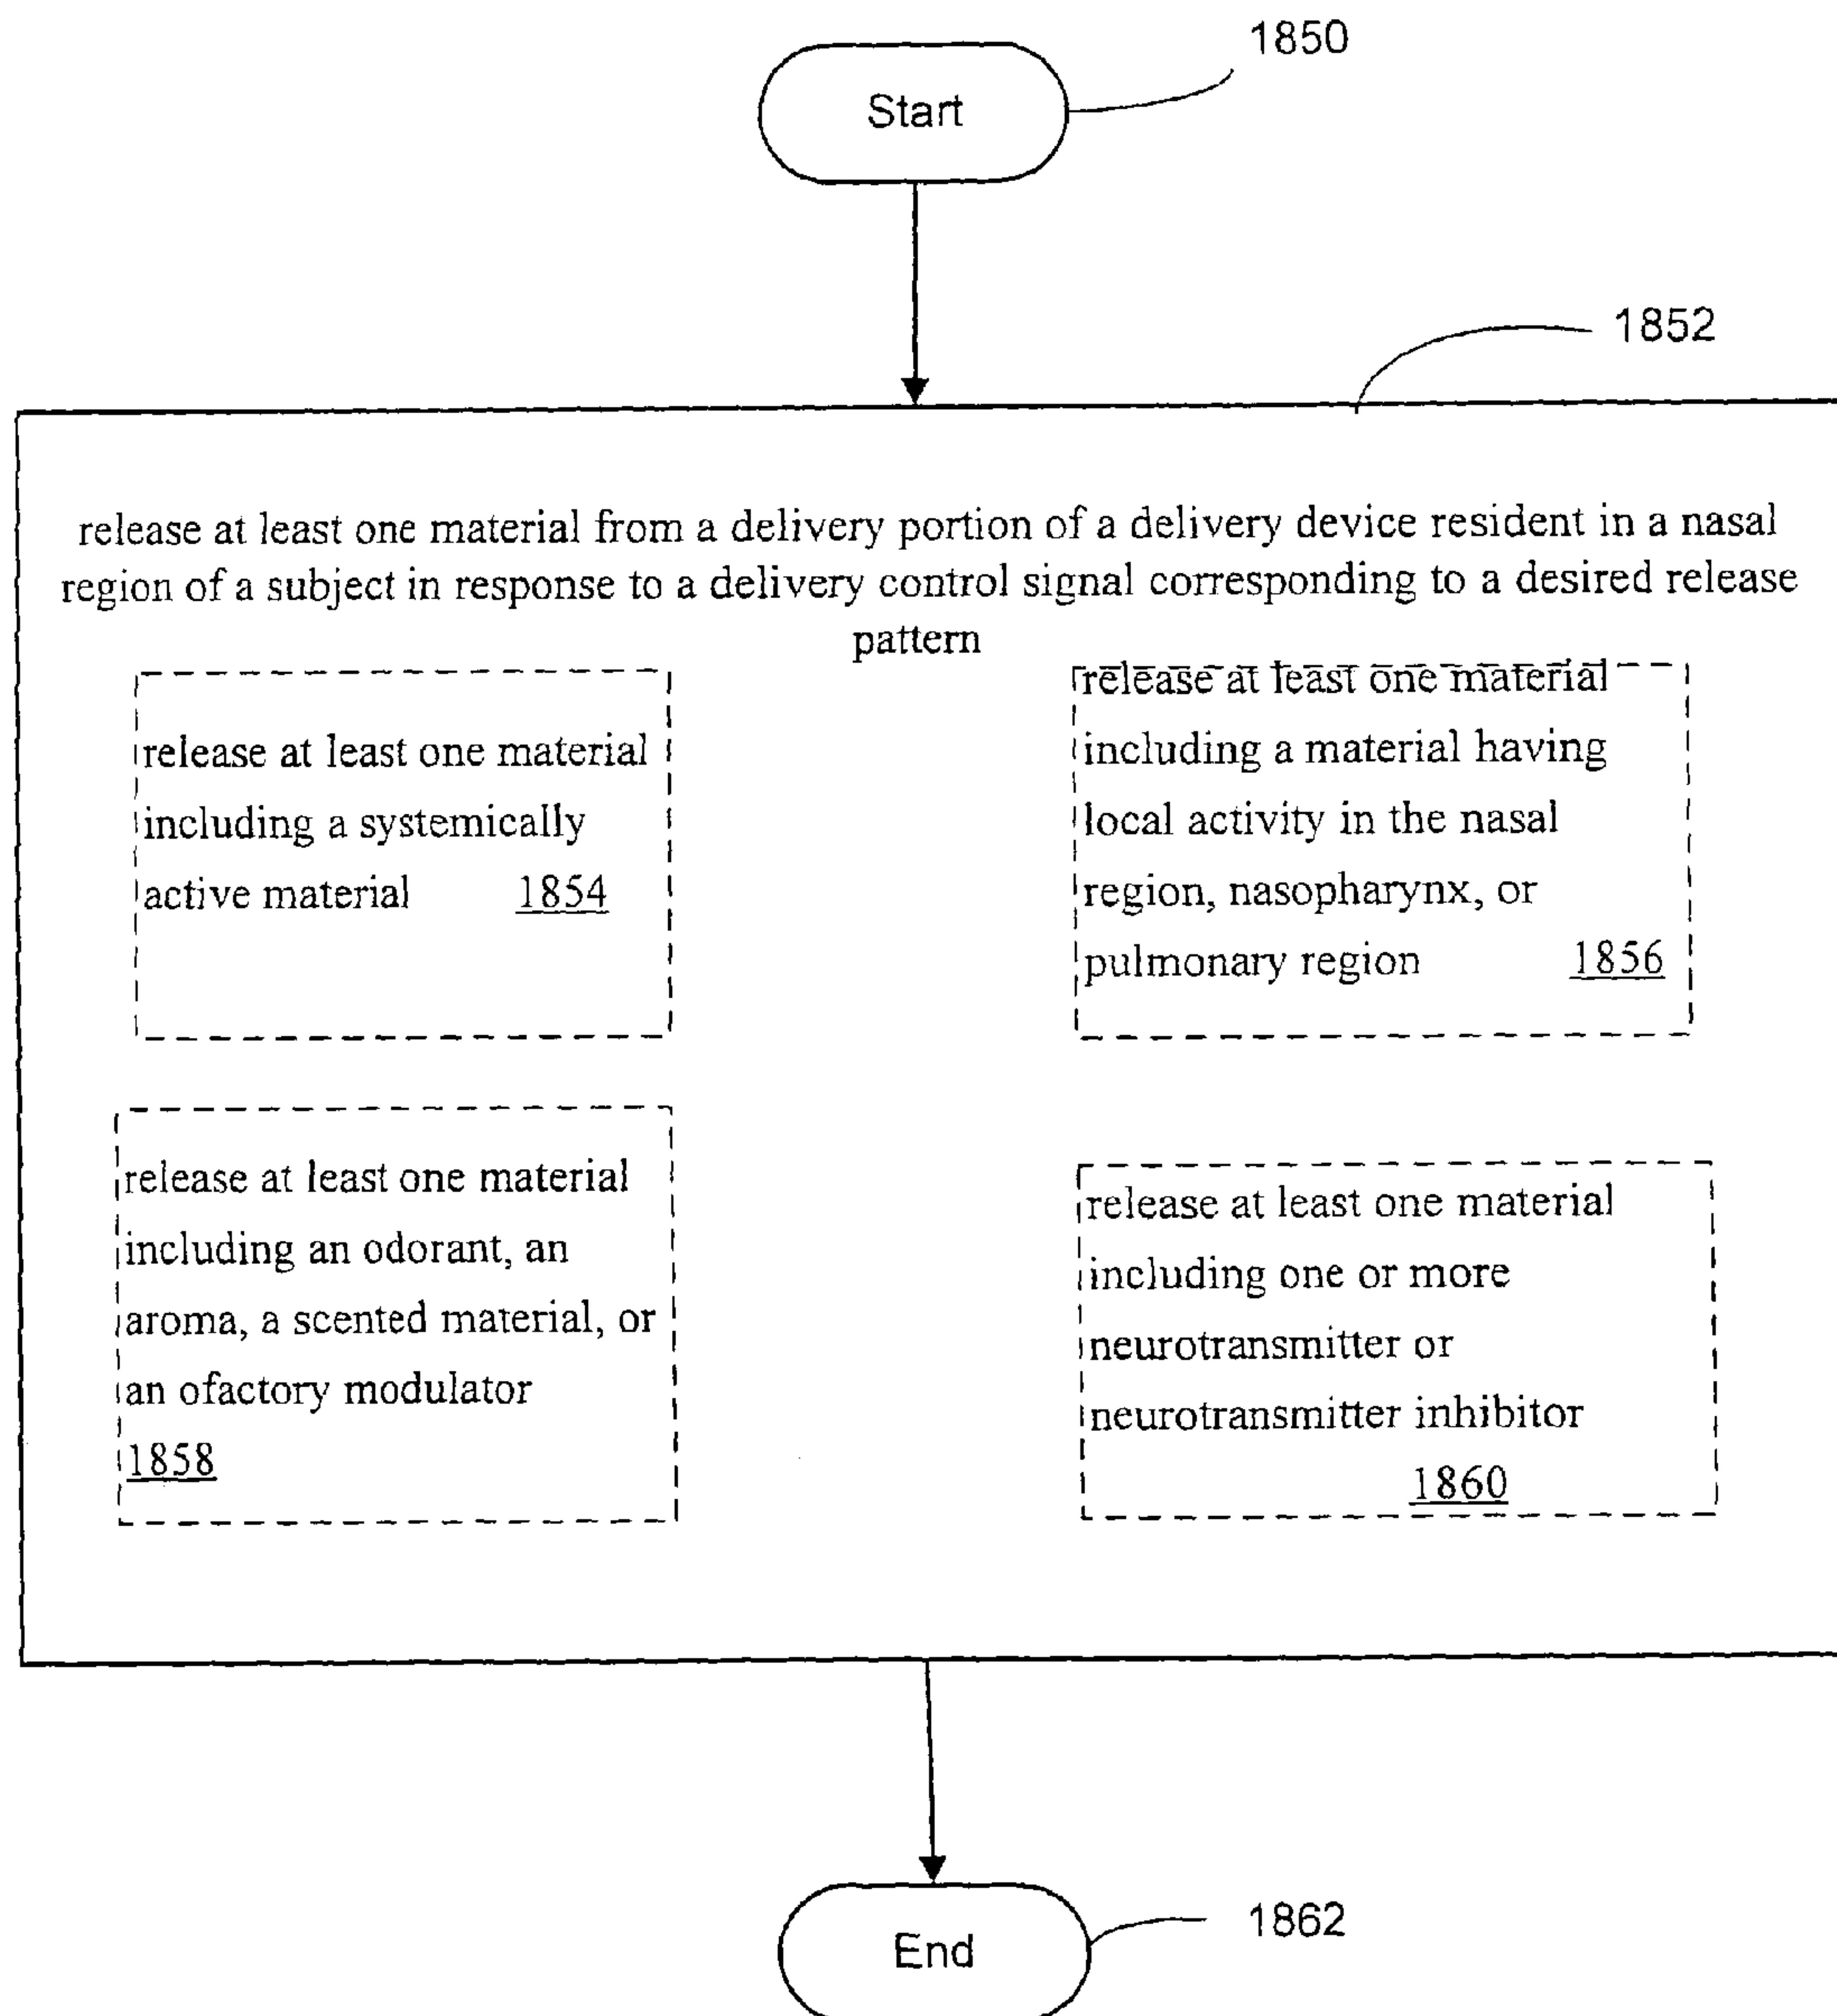 1850
Start
1852
release at least one material from a delivery portion of a delivery device resident in a nasal
region of a subject in response to a delivery control signal corresponding to a desired release
pattern
release at least one material
including a systemically
active material 1854
release at least one material
including a material having
local activity in the nasal
region, nasopharynx, or
pulmonary region 1856
release at least one material
including an odorant, an
aroma, a scented material, or
an ofactory modulator
1858
release at least one material
including one or more
neurotransmitter or
neurotransmitter inhibitor
1860
1862
End